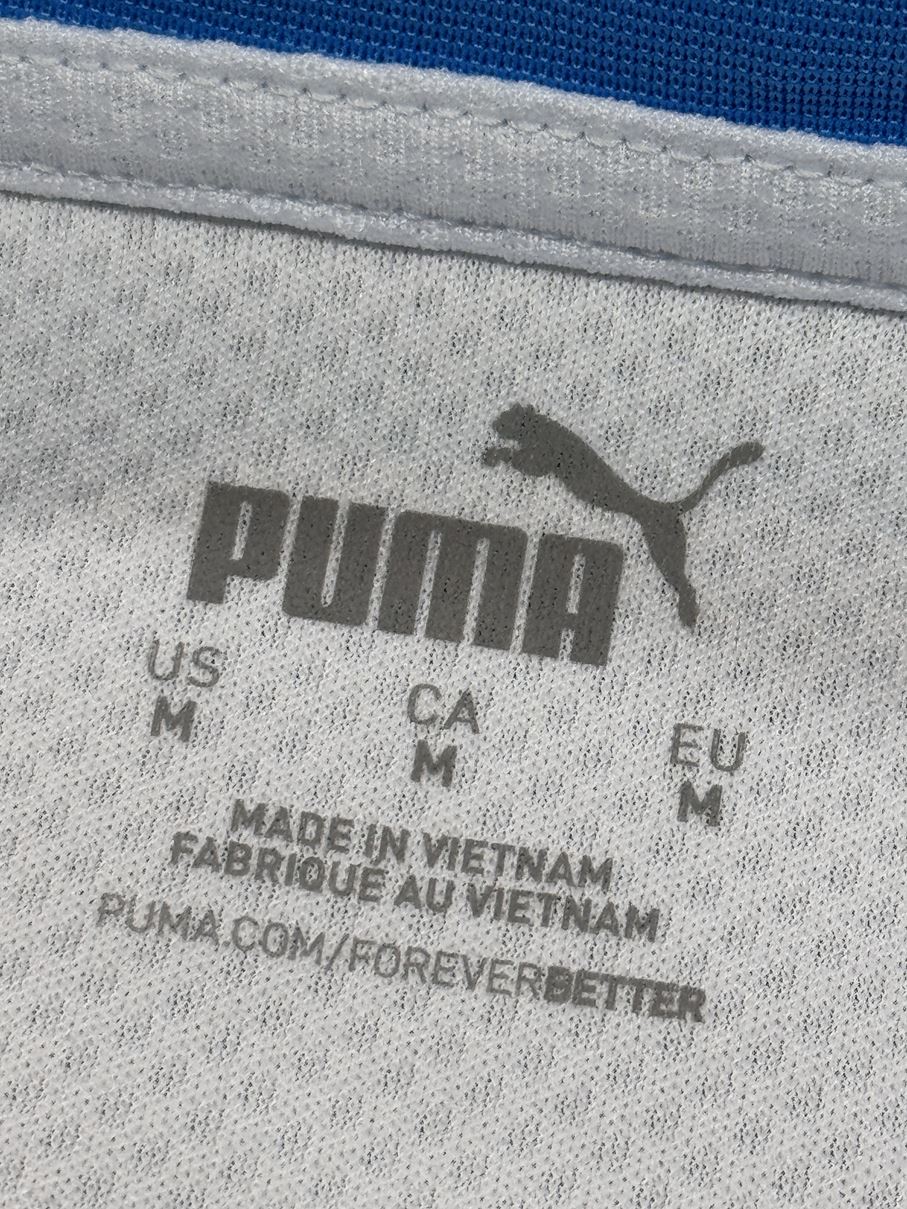 PUMA
US CA EU
M M M
MADE IN VIETNAM
FABRIQUE AU VIETNAM
PUMA.COM/FOREVERBETTER